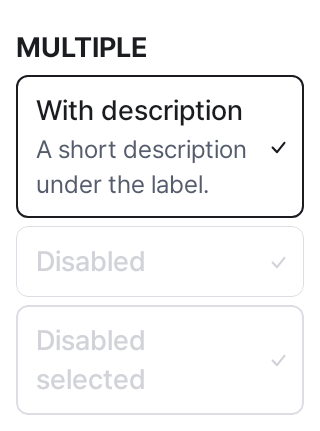 MULTIPLE
With description
A short description
under the label.
Disabled
Disabled
selected